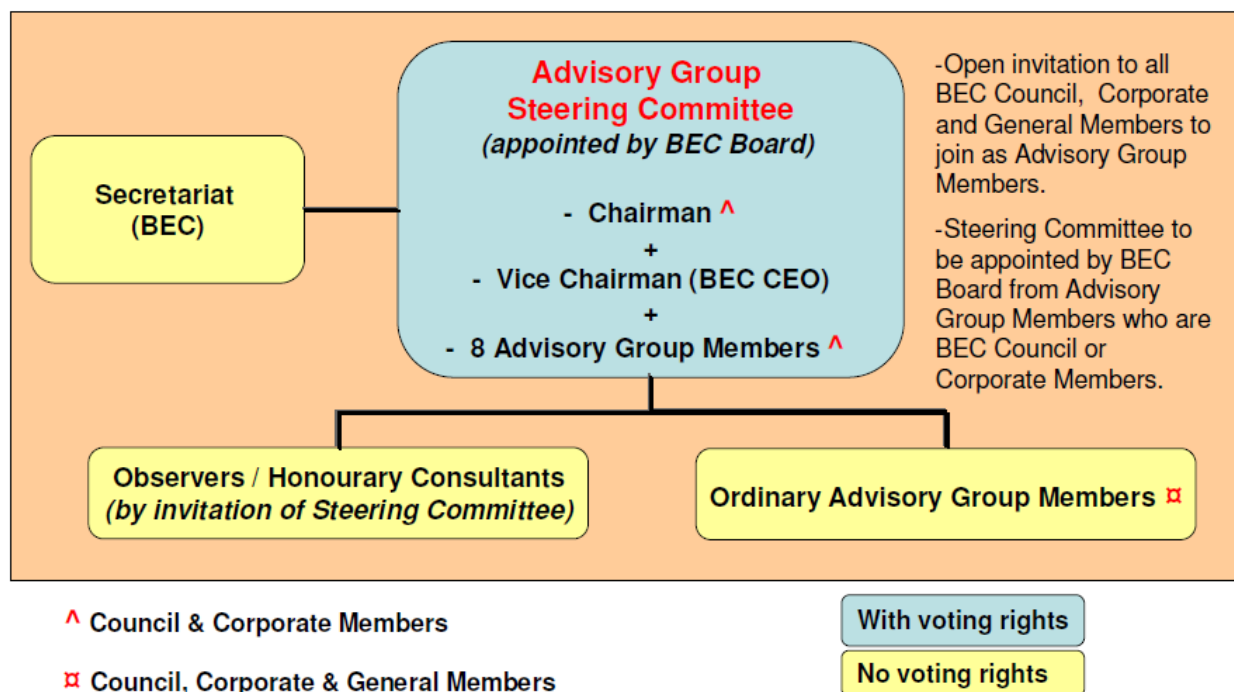 Advisory Group
Steering Committee
(appointed by BEC Board)
- Chairman ^
+
- Vice Chairman (BEC CEO)
+
- 8 Advisory Group Members ^
Secretariat
(BEC)
-Open invitation to all
BEC Council, Corporate
and General Members to
join as Advisory Group
Members.
-Steering Committee to
be appointed by BEC
Board from Advisory
Group Members who are
BEC Council or
Corporate Members.
Observers / Honourary Consultants
(by invitation of Steering Committee)
Ordinary Advisory Group Members ¤
^ Council & Corporate Members
¤ Council, Corporate & General Members
With voting rights
No voting rights